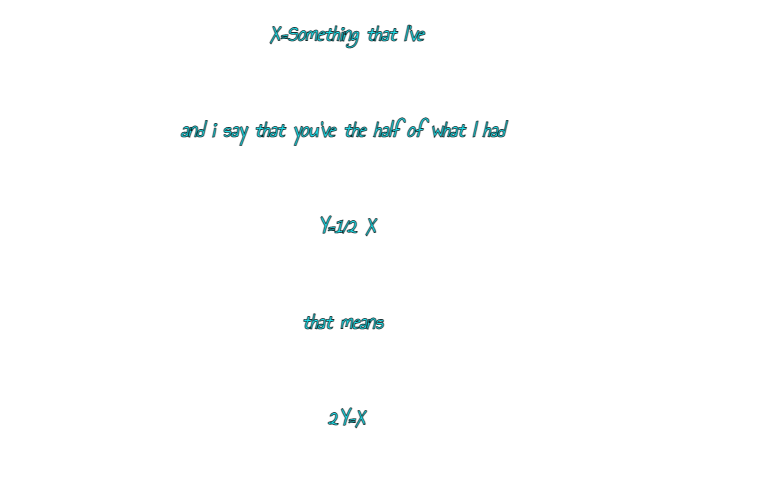 X=Something that I've
and i say that you've the half of what I had
Y=1/2 X
that means
2Y=X